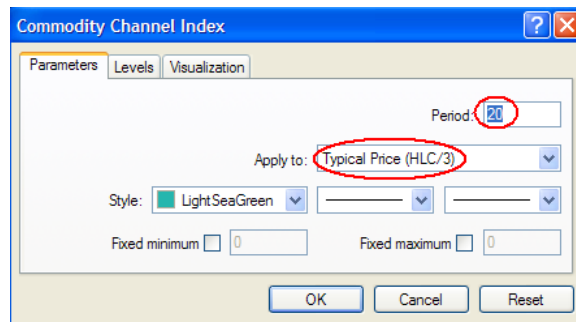 Commodity Channel Index
Parameters Levels Visualization
Period: 20
Apply to: Typical Price (HLC/3)
Style: LightSeaGreen
Fixed minimum 0 Fixed maximum 0
OK Cancel Reset